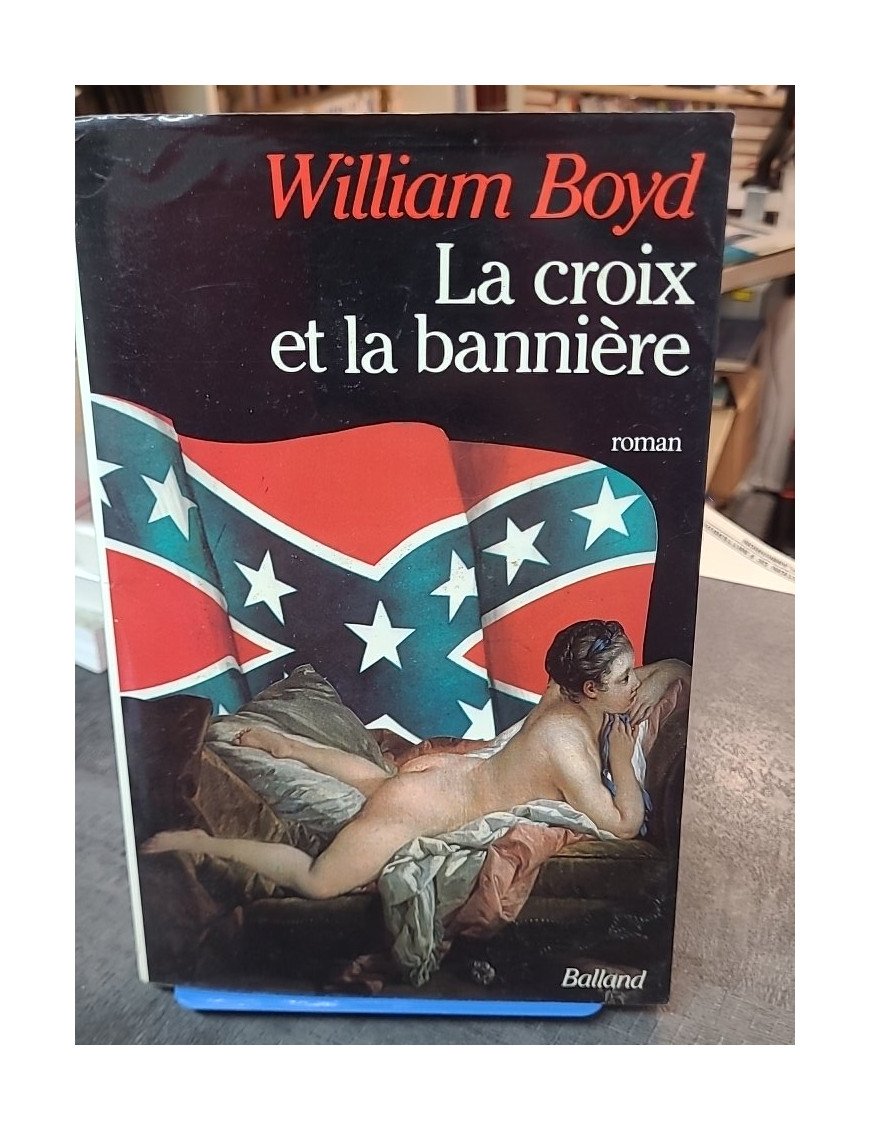 William Boyd
La croix
et la bannière
roman
Balland